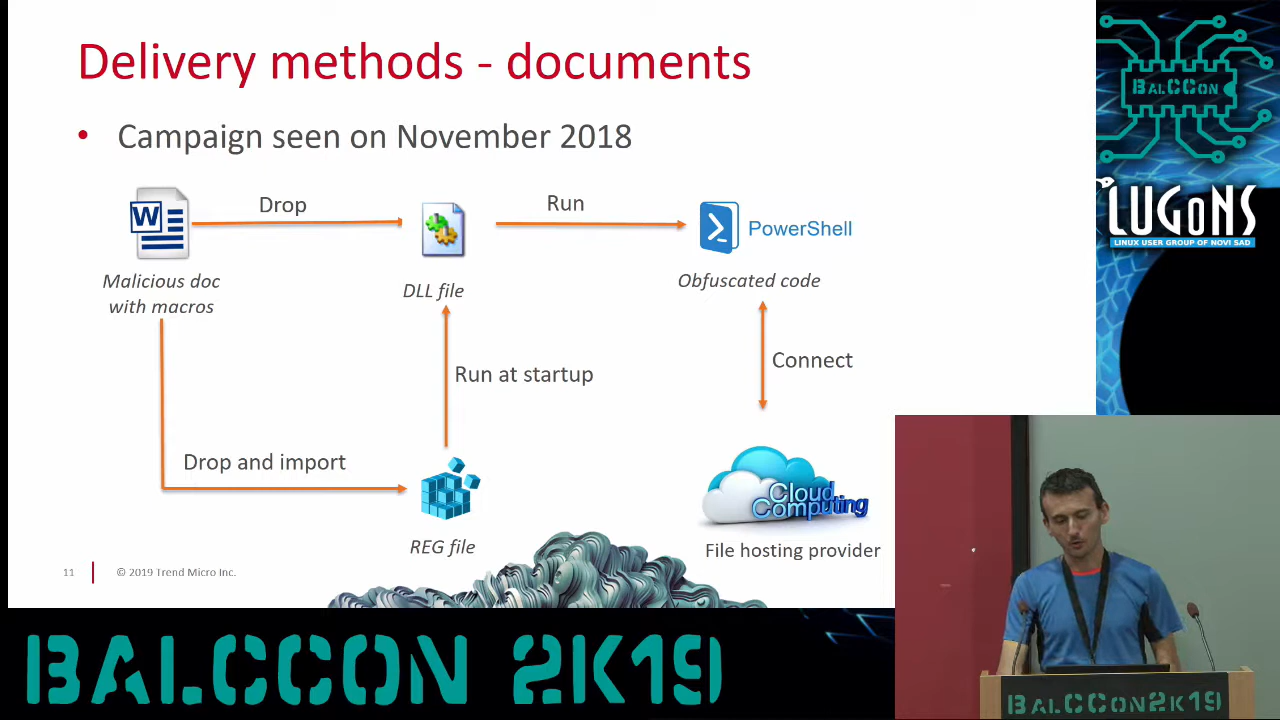 Delivery methods - documents
• Campaign seen on November 2018
Drop
Run
W
PowerShell
Malicious doc
with macros
DLL file
Obfuscated code
Run at startup
Connect
Drop and import
Cloud
Computing
REG file
File hosting provider
11
© 2019 Trend Micro Inc.
BALCCON
LUGONS
LINUX USER GROUP OF NOVI SAD
BALCCON 2K19
BALCCON2K19